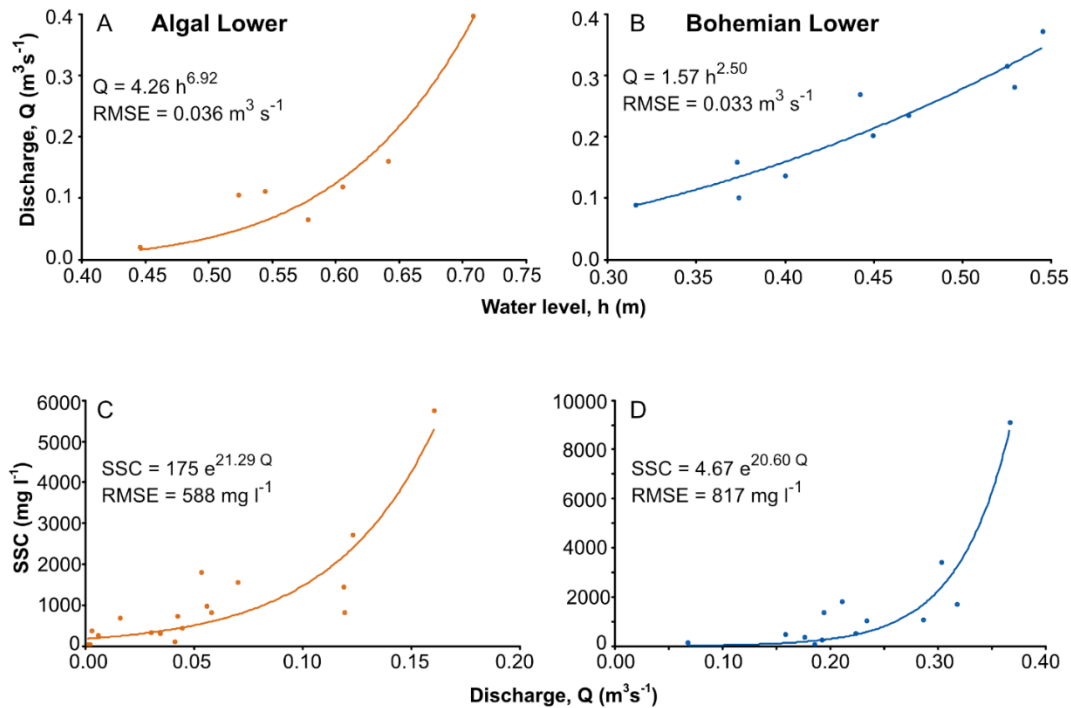 A Algal Lower
Discharge, Q (m³s⁻¹)
0.4
0.3
0.2
0.1
0.0
Q = 4.26 h^6.92
RMSE = 0.036 m³ s⁻¹
0.40 0.45 0.50 0.55 0.60 0.65 0.70 0.75
B Bohemian Lower
0.4
0.3
0.2
0.1
0.0
Q = 1.57 h^2.50
RMSE = 0.033 m³ s⁻¹
0.30 0.35 0.40 0.45 0.50 0.55
Water level, h (m)
C
SSC (mg l⁻¹)
6000
5000
4000
3000
2000
1000
0
SSC = 175 e^21.29 Q
RMSE = 588 mg l⁻¹
0.00 0.05 0.10 0.15 0.20
D
10000
8000
6000
4000
2000
0
SSC = 4.67 e^20.60 Q
RMSE = 817 mg l⁻¹
0.00 0.10 0.20 0.30 0.40
Discharge, Q (m³s⁻¹)